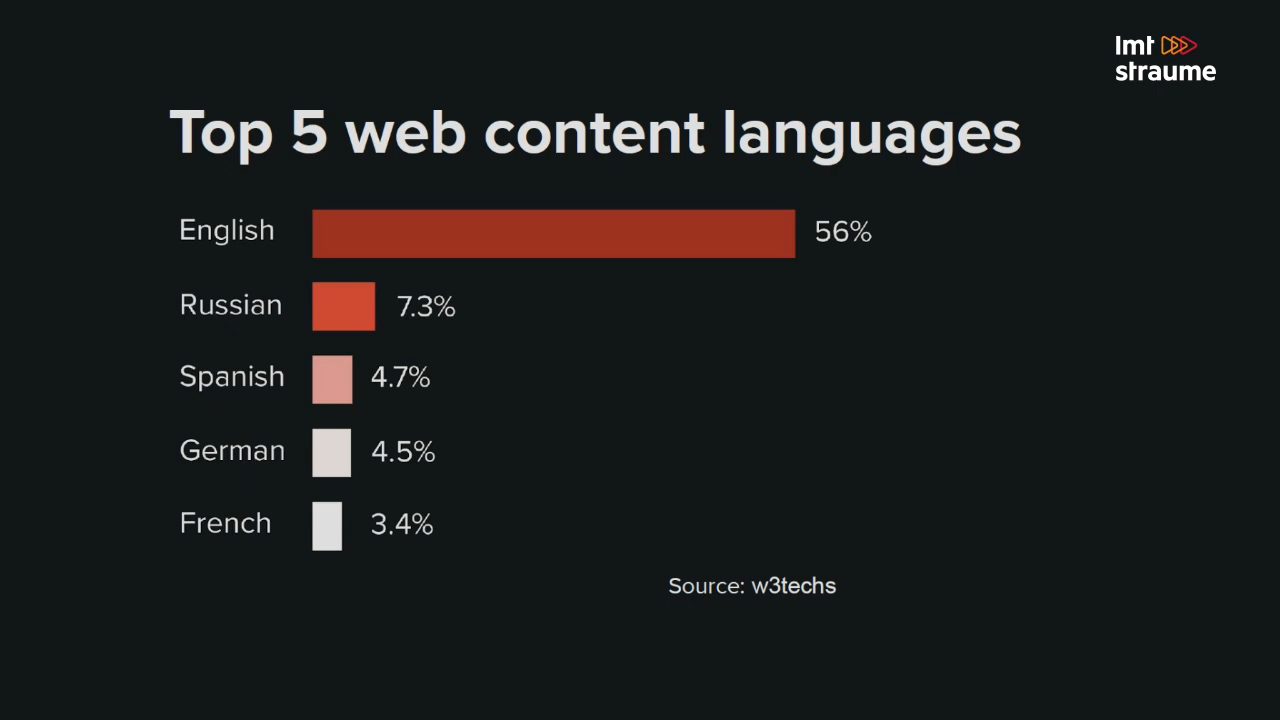 lmt
straume
Top 5 web content languages
English 56%
Russian 7.3%
Spanish 4.7%
German 4.5%
French 3.4%
Source: w3techs